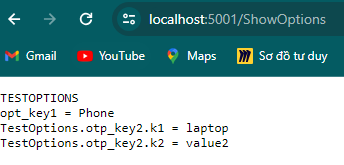 localhost:5001/ShowOptions
Gmail YouTube Maps Sơ đồ tư duy
TESTOPTIONS
opt_key1 = Phone
TestOptions.otp_key2.k1 = laptop
TestOptions.otp_key2.k2 = value2